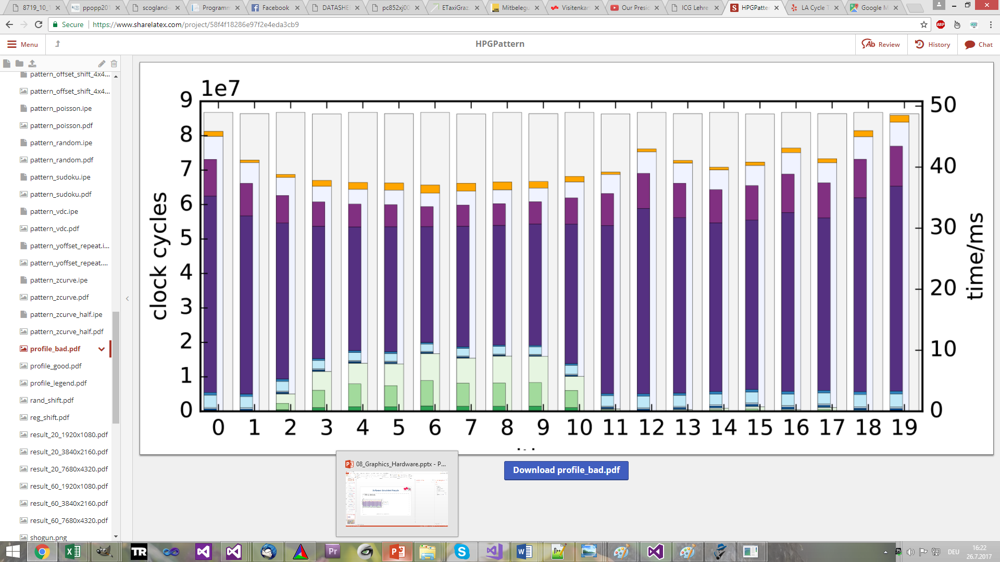 8719_10_
ppopp201
scogland-
Programm
Facebook
DATASHE
pc852xj00
ETaxiGraz
Mitbelegu
Visitenkar
Our Presid
ICG Lehre
HPGPatte
LA Cycle T
Google M
Secure
https://www.sharelatex.com/project/58f4f18286e97f2e4eda3cb9
ABP
Menu
HPGPattern
Review
History
Chat
pattern_offset_shift_4x4...
pattern_offset_shift_4x4...
pattern_poisson.ipe
pattern_poisson.pdf
pattern_random.ipe
pattern_random.pdf
pattern_sudoku.ipe
pattern_sudoku.pdf
pattern_vdc.ipe
pattern_vdc.pdf
pattern_yoffset_repeat.i...
pattern_yoffset_repeat....
pattern_zcurve.ipe
pattern_zcurve.pdf
pattern_zcurve_half.ipe
pattern_zcurve_half.pdf
profile_bad.pdf
profile_good.pdf
profile_legend.pdf
rand_shift.pdf
reg_shift.pdf
result_20_1920x1080.pdf
result_20_3840x2160.pdf
result_20_7680x4320.pdf
result_60_1920x1080.pdf
result_60_3840x2160.pdf
result_60_7680x4320.pdf
shogun.png
1e7
9
8
7
6
5
4
3
2
1
0
clock cycles
50
40
30
20
10
0
time/ms
0 1 2 3 4 5 6 7 8 9 10 11 12 13 14 15 16 17 18 19
08_Graphics_Hardware.pptx - P...
Download profile_bad.pdf
TR
Pr
DEU
16:22
26.7.2017